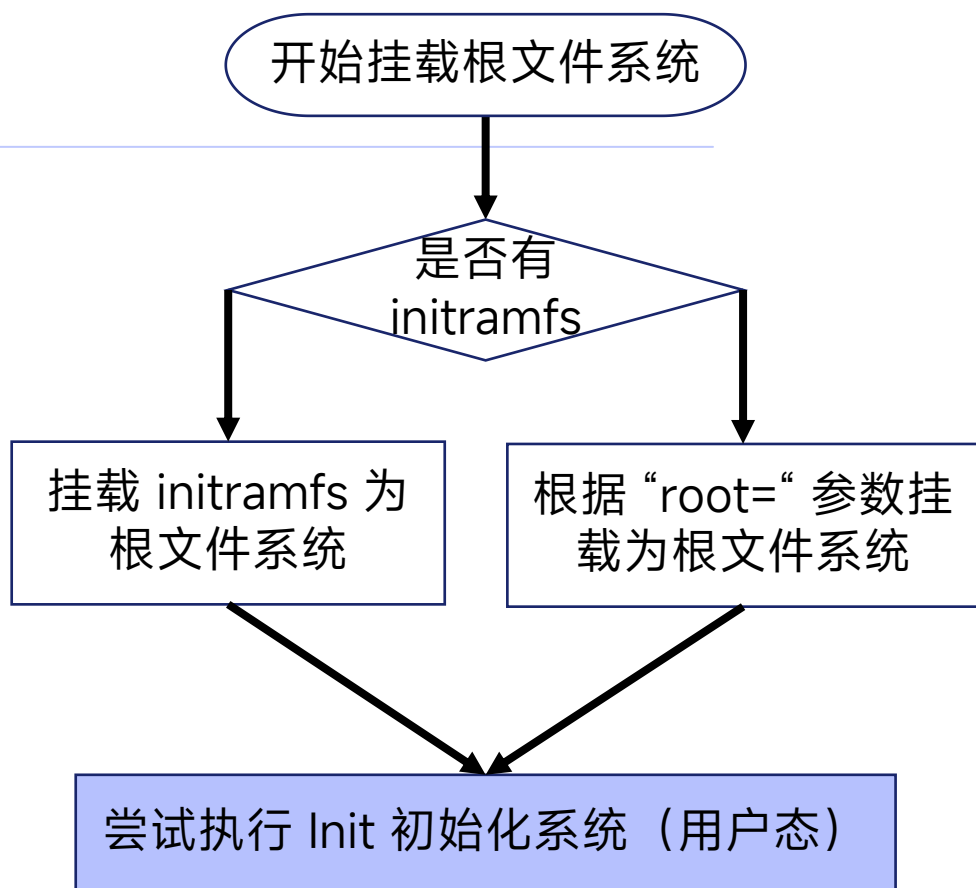 开始挂载根文件系统
是否有
initramfs
挂载 initramfs 为
根文件系统
根据 “root=“ 参数挂
载为根文件系统
尝试执行 Init 初始化系统（用户态）